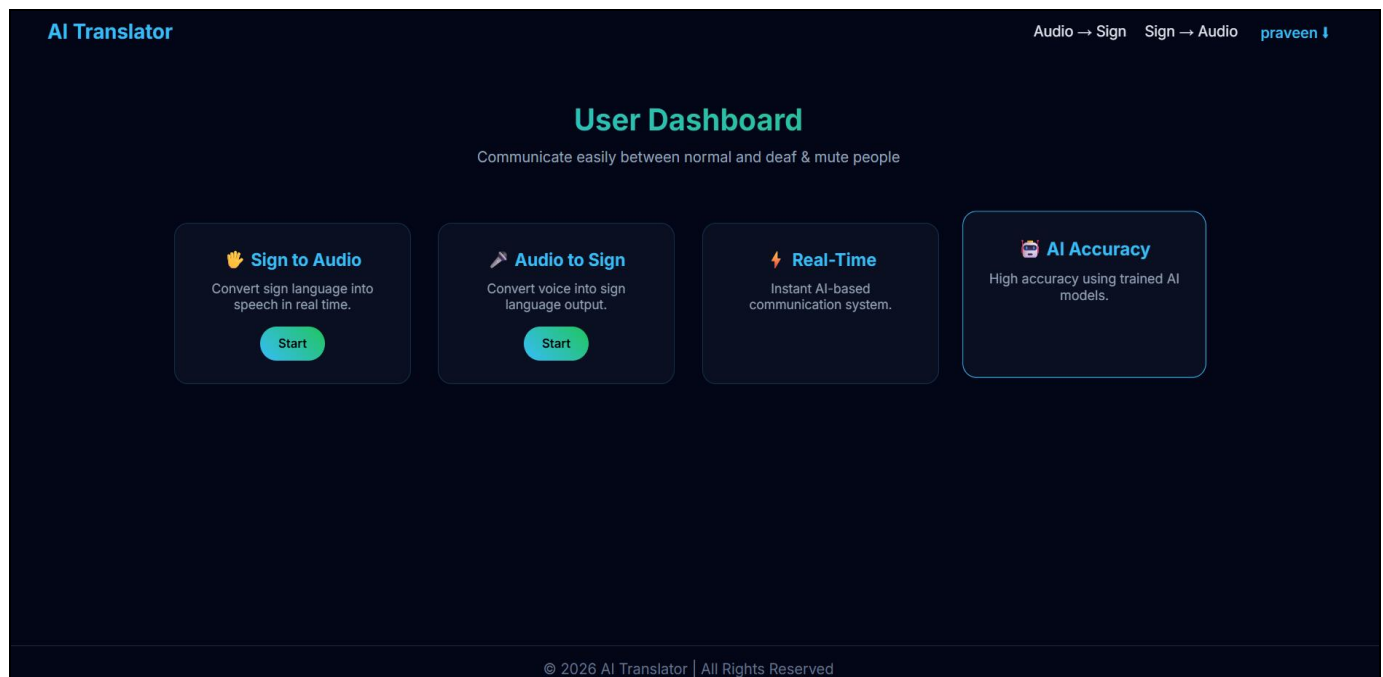 AI Translator
Audio → Sign Sign → Audio praveen ⬇
User Dashboard
Communicate easily between normal and deaf & mute people
🖐 Sign to Audio
Convert sign language into
speech in real time.
Start
🎤 Audio to Sign
Convert voice into sign
language output.
Start
⚡ Real-Time
Instant AI-based
communication system.
🤖 AI Accuracy
High accuracy using trained AI
models.
© 2026 AI Translator | All Rights Reserved